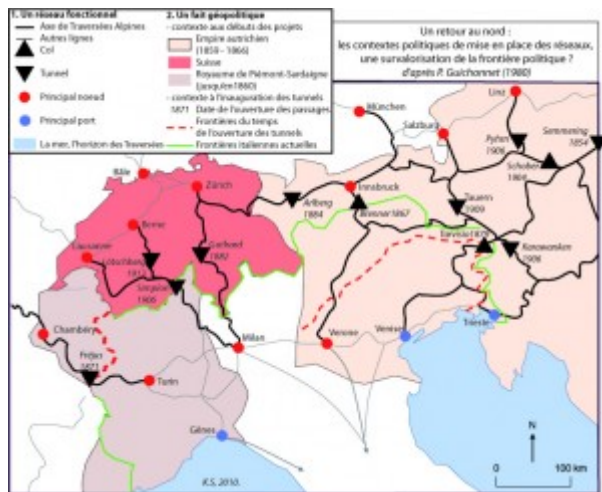 1. Un réseau fonctionnel
Axe de Traversées Alpines
Autres lignes
Col
Tunnel
Principal noeud
Principal port
La mer, l'horizon des Traversées
2. Un fait géopolitique
- contexte aux débuts des projets
Empire autrichien
(1859 - 1866)
Suisse
Royaume de Piémont-Sardaigne
(jusqu'en 1860)
- contexte à l'inauguration des tunnels
1871 Date de l'ouverture des passages
Frontières du temps
de l'ouverture des tunnels
Frontières italiennes actuelles
Un retour au nord :
les contextes politiques de mise en place des réseaux,
une survalorisation de la frontière politique ?
d'après P. Guichonnet (1980)
München
Linz
Salzburg
Pyhrn
1906
Semmering
1854
Schober
Bâle
Zürich
Innsbruck
Arlberg
1884
Brenner 1867
Tauern
1909
Berne
Lausanne
Lötschberg
1913
Gothard
1882
Simplon
1906
Tarvisio 1879
Karawanken
1906
Chambéry
Fréjus
1871
Turin
Milan
Verone
Venise
Trieste
Gênes
K.S, 2010.
N
0 100 km